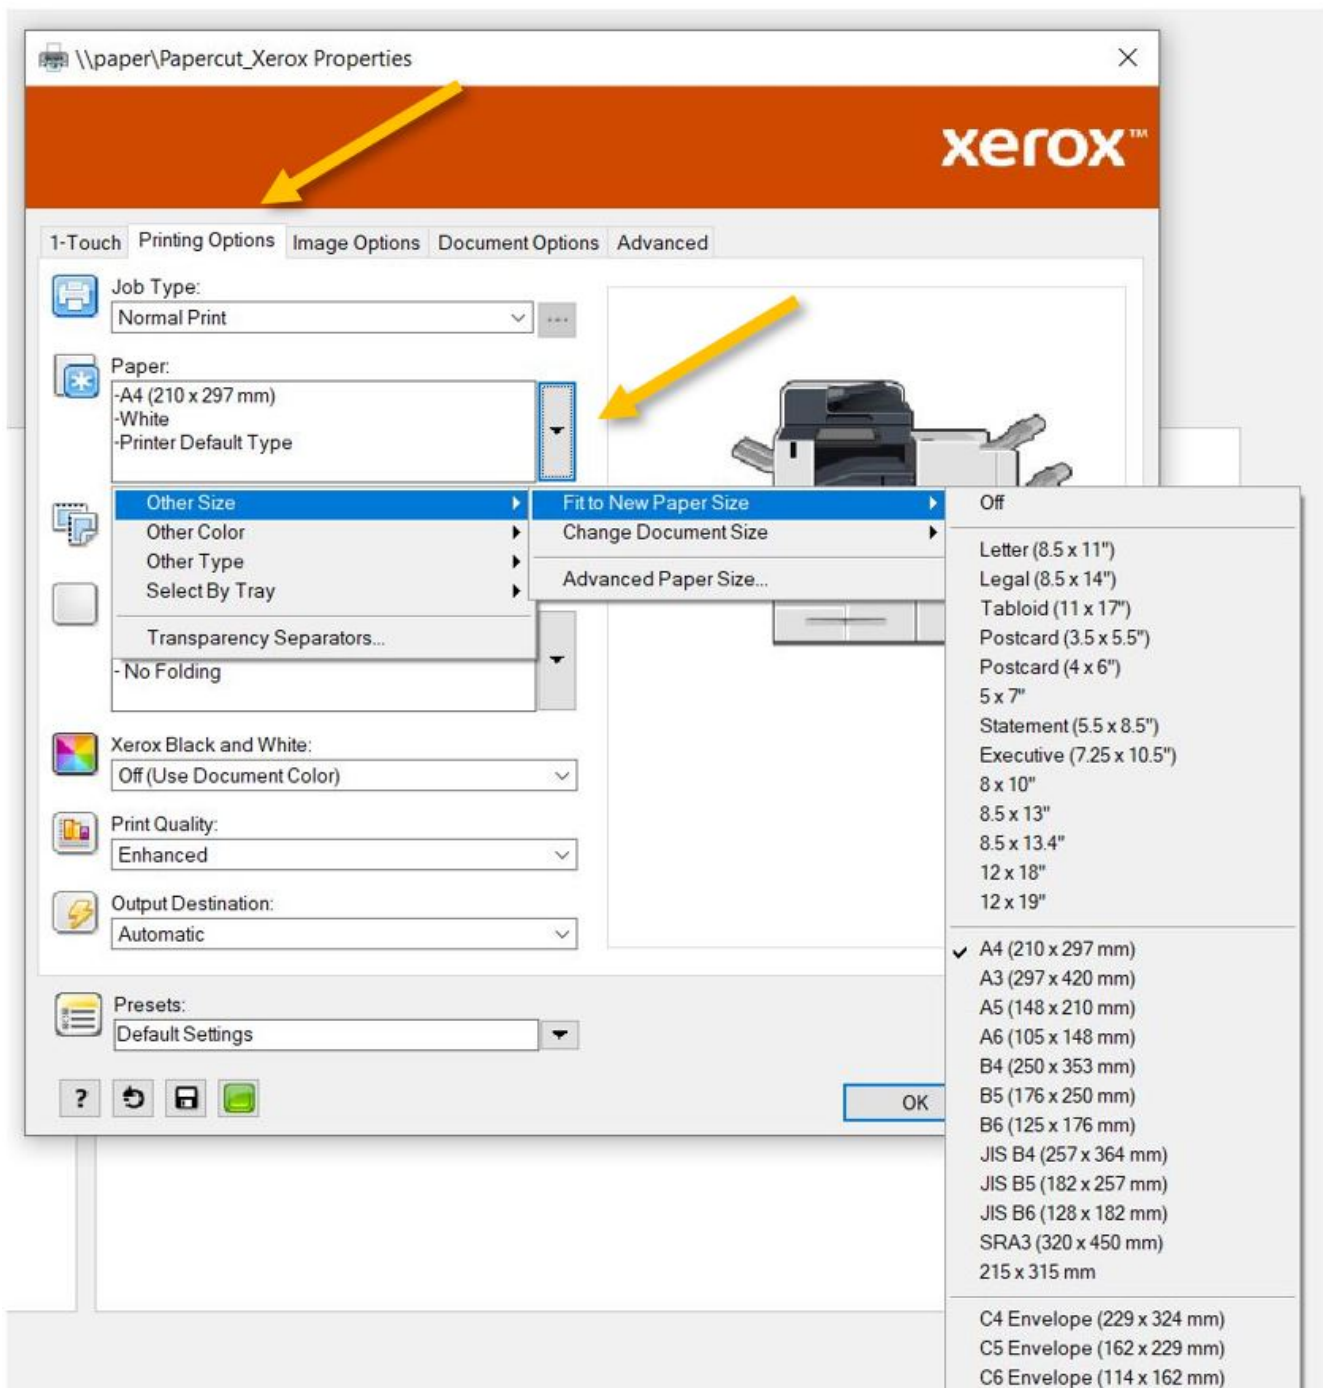 \\paper\Papercut_Xerox Properties
xerox™
1-Touch Printing Options Image Options Document Options Advanced
Job Type:
Normal Print
Paper:
-A4 (210 x 297 mm)
-White
-Printer Default Type
Other Size
Other Color
Other Type
Select By Tray
Transparency Separators...
Fit to New Paper Size
Change Document Size
Advanced Paper Size...
Off
Letter (8.5 x 11")
Legal (8.5 x 14")
Tabloid (11 x 17")
Postcard (3.5 x 5.5")
Postcard (4 x 6")
5 x 7"
Statement (5.5 x 8.5")
Executive (7.25 x 10.5")
8 x 10"
8.5 x 13"
8.5 x 13.4"
12 x 18"
12 x 19"
A4 (210 x 297 mm)
A3 (297 x 420 mm)
A5 (148 x 210 mm)
A6 (105 x 148 mm)
B4 (250 x 353 mm)
B5 (176 x 250 mm)
B6 (125 x 176 mm)
JIS B4 (257 x 364 mm)
JIS B5 (182 x 257 mm)
JIS B6 (128 x 182 mm)
SRA3 (320 x 450 mm)
215 x 315 mm
C4 Envelope (229 x 324 mm)
C5 Envelope (162 x 229 mm)
C6 Envelope (114 x 162 mm)
- No Folding
Xerox Black and White:
Off (Use Document Color)
Print Quality:
Enhanced
Output Destination:
Automatic
Presets:
Default Settings
?
OK